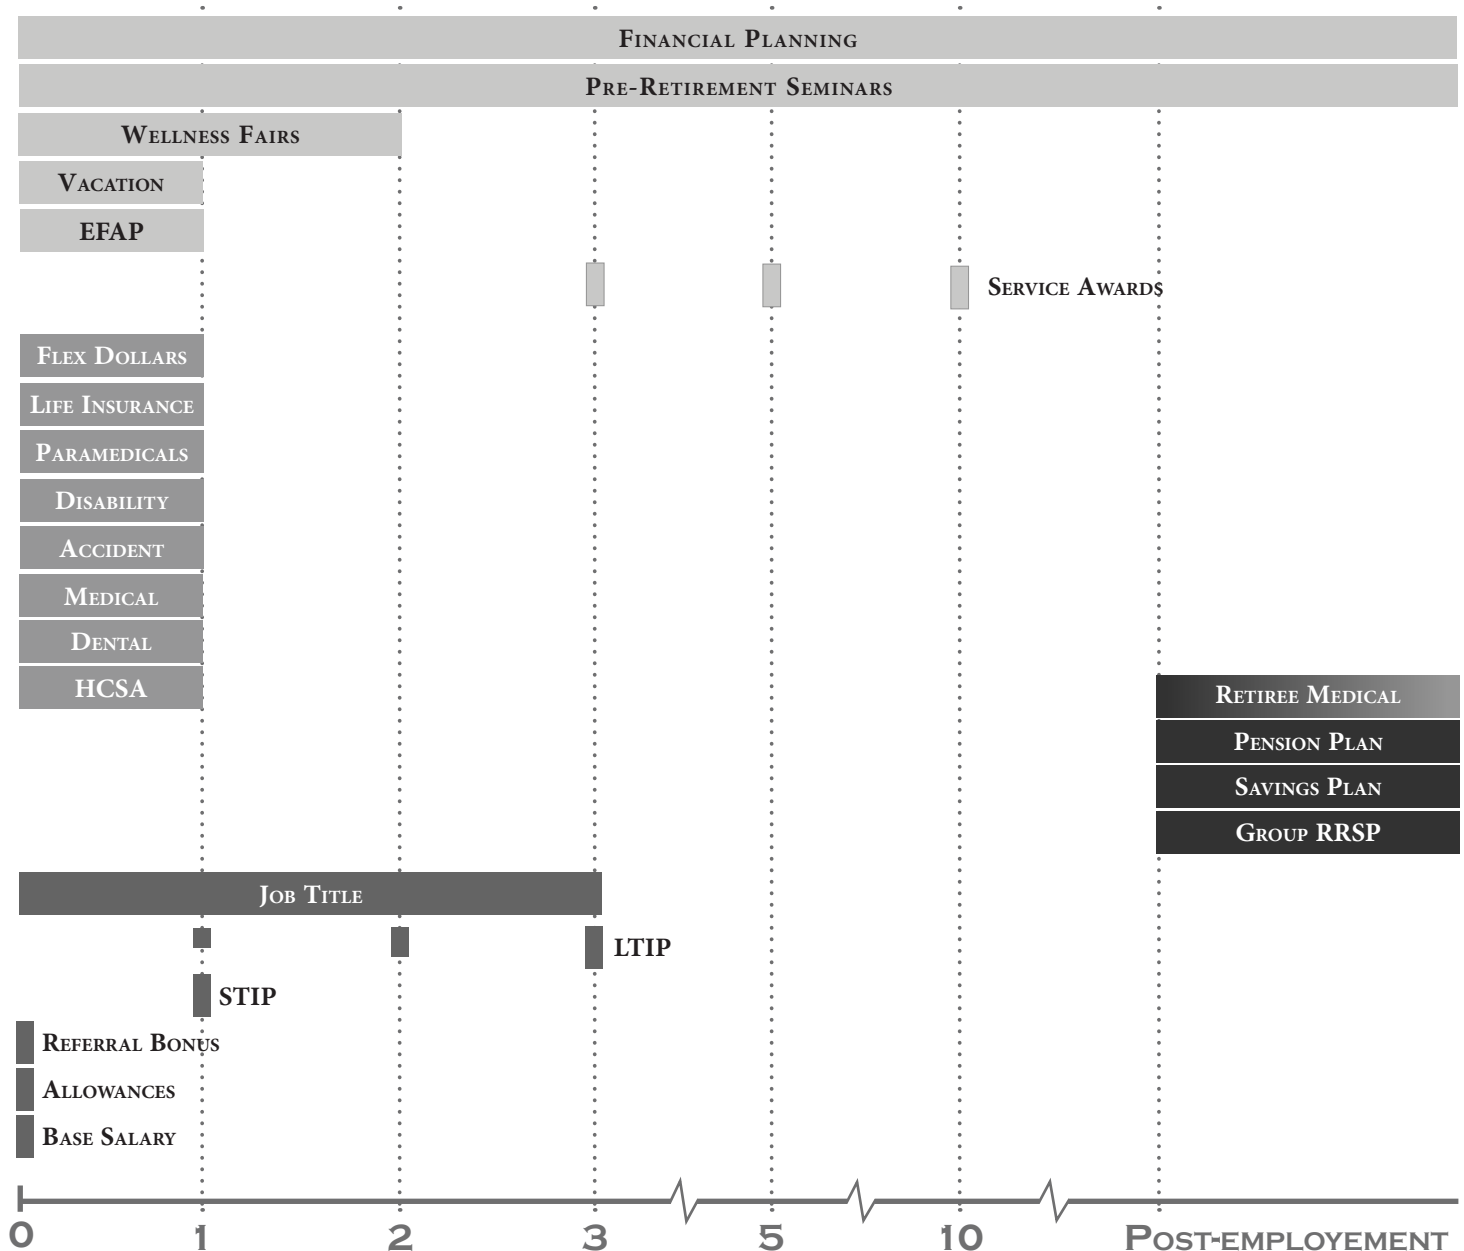 Financial Planning
Pre-Retirement Seminars
Wellness Fairs
Vacation
EFAP
Service Awards
Flex Dollars
Life Insurance
Paramedicals
Disability
Accident
Medical
Dental
HCSA
Retiree Medical
Pension Plan
Savings Plan
Group RRSP
Job Title
LTIP
STIP
Referral Bonus
Allowances
Base Salary
0 1 2 3 5 10 Post-employement